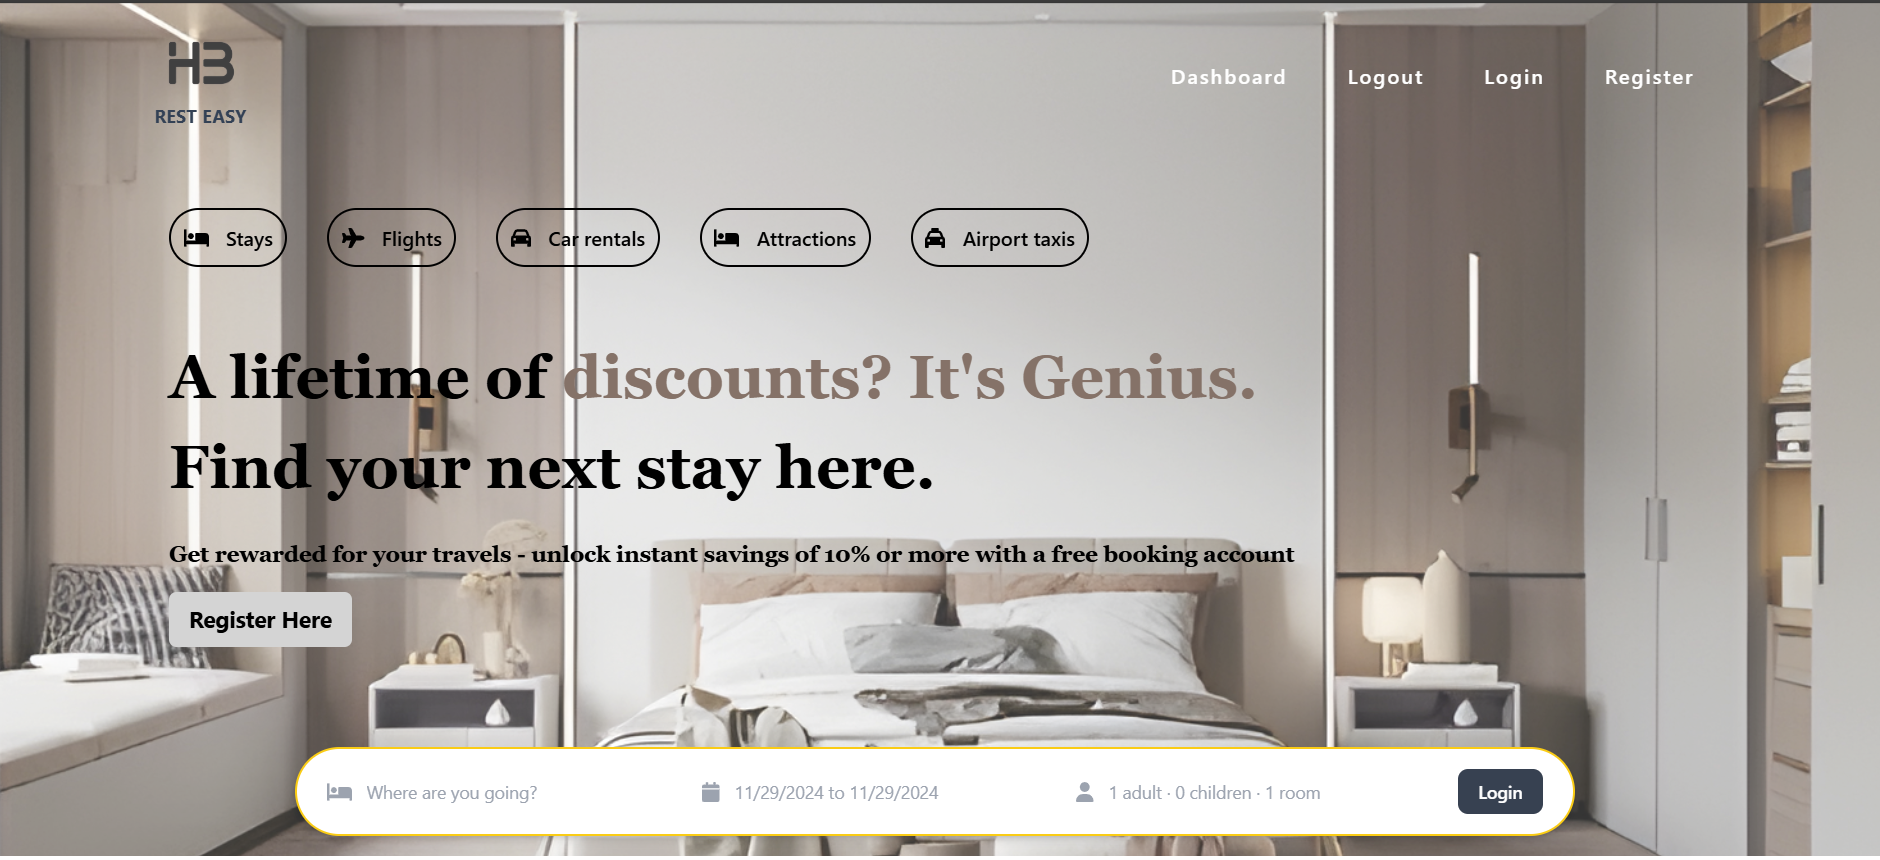 HB
REST EASY
Dashboard Logout Login Register
Stays Flights Car rentals Attractions Airport taxis
A lifetime of discounts? It's Genius.
Find your next stay here.
Get rewarded for your travels - unlock instant savings of 10% or more with a free booking account
Register Here
Where are you going? 11/29/2024 to 11/29/2024 1 adult · 0 children · 1 room Login